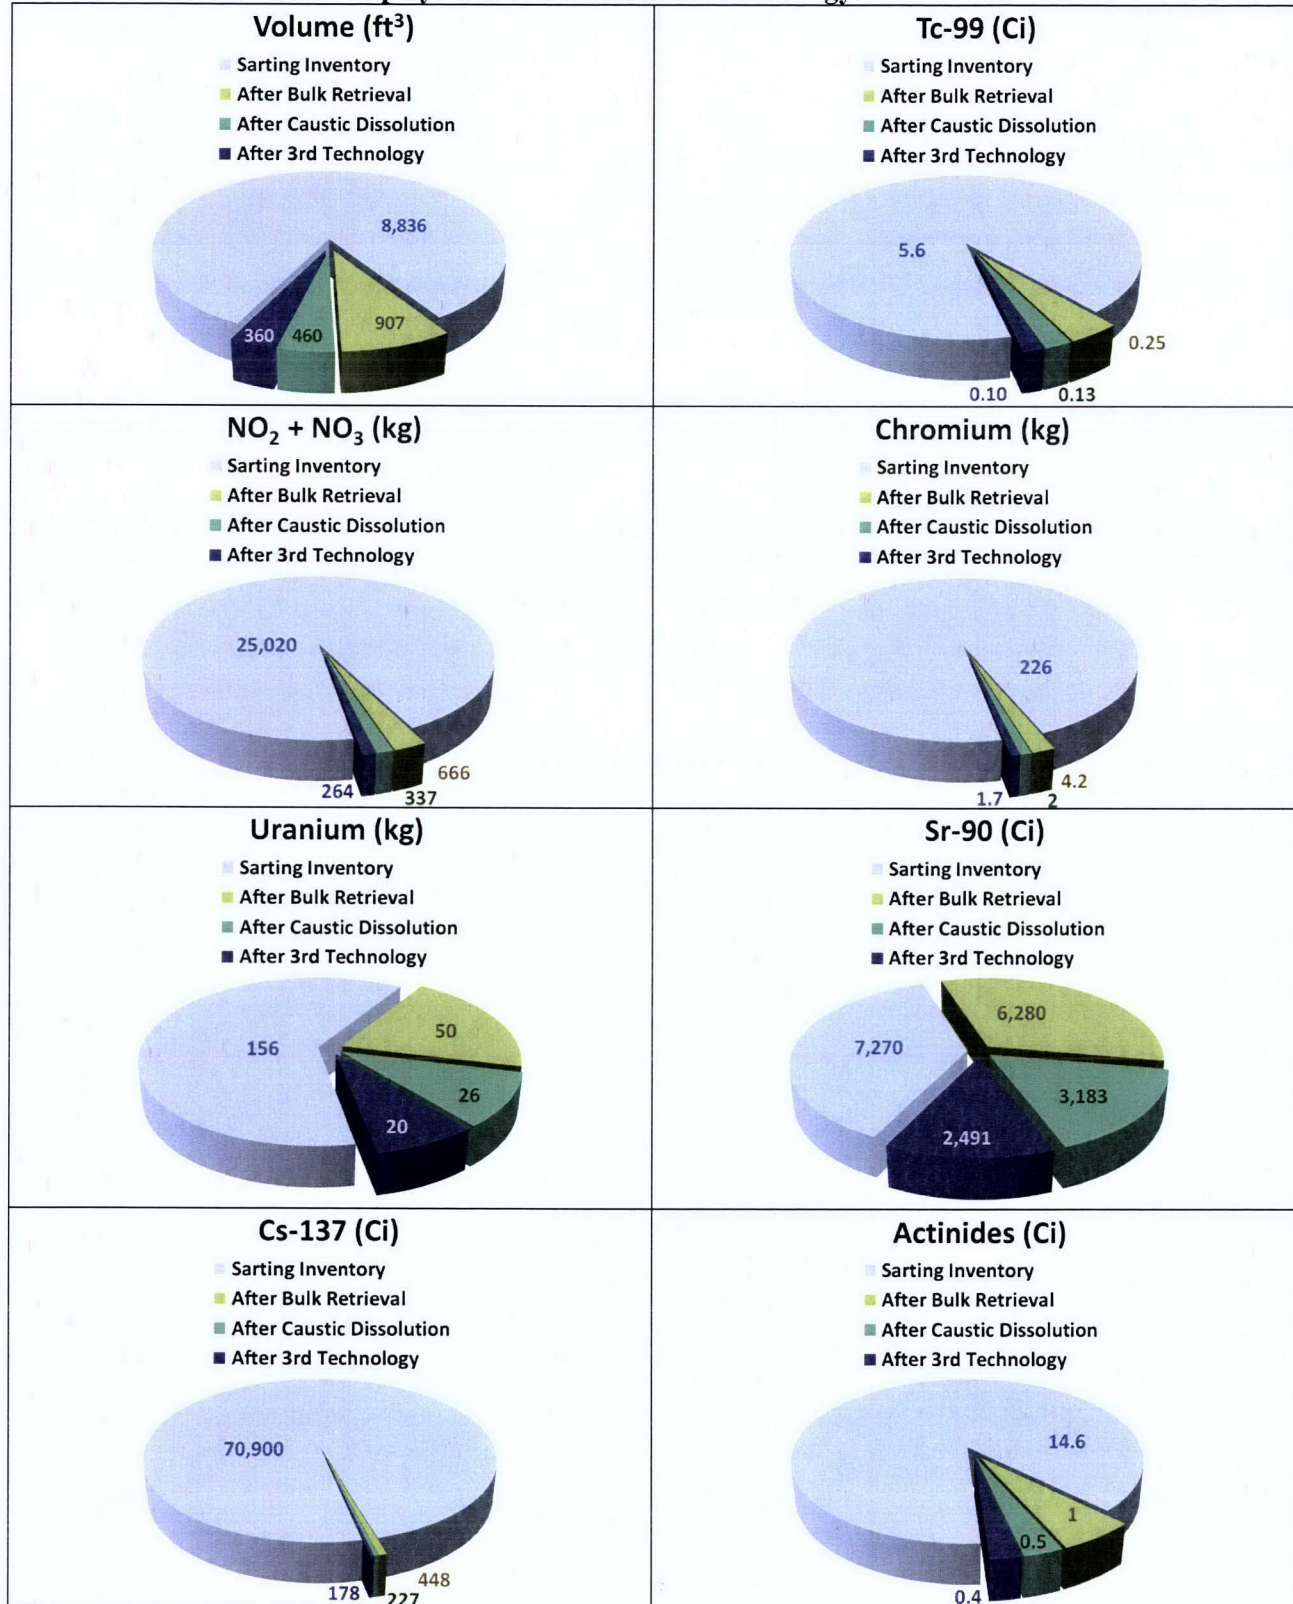 Volume (ft³)
Sarting Inventory
After Bulk Retrieval
After Caustic Dissolution
After 3rd Technology
8,836
907
460
360
Tc-99 (Ci)
Sarting Inventory
After Bulk Retrieval
After Caustic Dissolution
After 3rd Technology
5.6
0.25
0.13
0.10
NO₂ + NO₃ (kg)
Sarting Inventory
After Bulk Retrieval
After Caustic Dissolution
After 3rd Technology
25,020
666
337
264
Chromium (kg)
Sarting Inventory
After Bulk Retrieval
After Caustic Dissolution
After 3rd Technology
226
4.2
2
1.7
Uranium (kg)
Sarting Inventory
After Bulk Retrieval
After Caustic Dissolution
After 3rd Technology
156
50
26
20
Sr-90 (Ci)
Sarting Inventory
After Bulk Retrieval
After Caustic Dissolution
After 3rd Technology
7,270
6,280
3,183
2,491
Cs-137 (Ci)
Sarting Inventory
After Bulk Retrieval
After Caustic Dissolution
After 3rd Technology
70,900
448
227
178
Actinides (Ci)
Sarting Inventory
After Bulk Retrieval
After Caustic Dissolution
After 3rd Technology
14.6
1
0.5
0.4